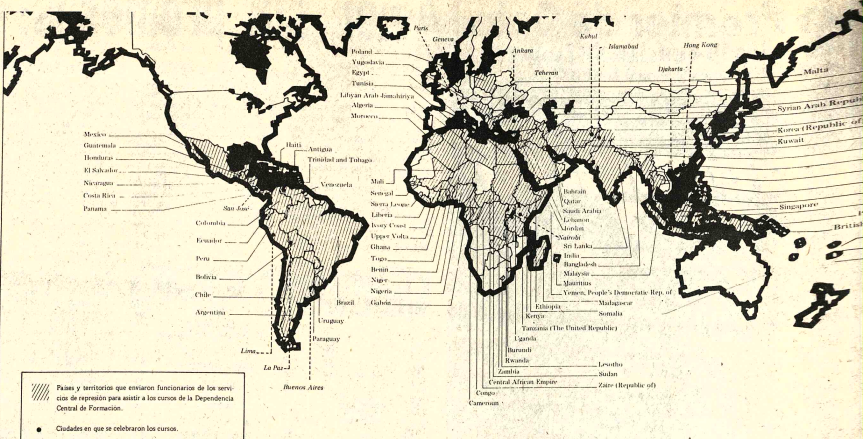 Paris
Geneva
Ankara
Teheran
Kabul
Islamabad
Djakarta
Hong Kong
Poland
Yugoslavia
Egypt
Tunisia
Libyan Arab Jamahiriya
Algeria
Morocco
Malta
Syrian Arab Repu
Korea (Republic of
Kuwait
Singapore
British
Mexico
Guatemala
Honduras
El Salvador
Nicaragua
Costa Rica
Panama
San José
Haiti
Antigua
Trinidad and Tobago
Venezuela
Colombia
Ecuador
Peru
Bolivia
Chile
Argentina
Brazil
Uruguay
Paraguay
Lima
La Paz
Buenos Aires
Mali
Senegal
Sierra Leone
Liberia
Ivory Coast
Upper Volta
Ghana
Togo
Benin
Niger
Nigeria
Gabón
Bahrain
Qatar
Saudi Arabia
Lebanon
Jordan
Nairobi
Sri Lanka
India
Bangladesh
Malaysia
Mauritius
Yemen, People's Democratic Rep. of
Madagascar
Ethiopia
Somalia
Kenya
Tanzania (The United Republic)
Uganda
Burundi
Rwanda
Lesotho
Zambia
Sudan
Central African Empire
Zaire (Republic of)
Congo
Cameroun
Países y territorios que enviaron funcionarios de los servi-
cios de represión para asistir a los cursos de la Dependencia
Central de Formación.
Ciudades en que se celebraron los cursos.